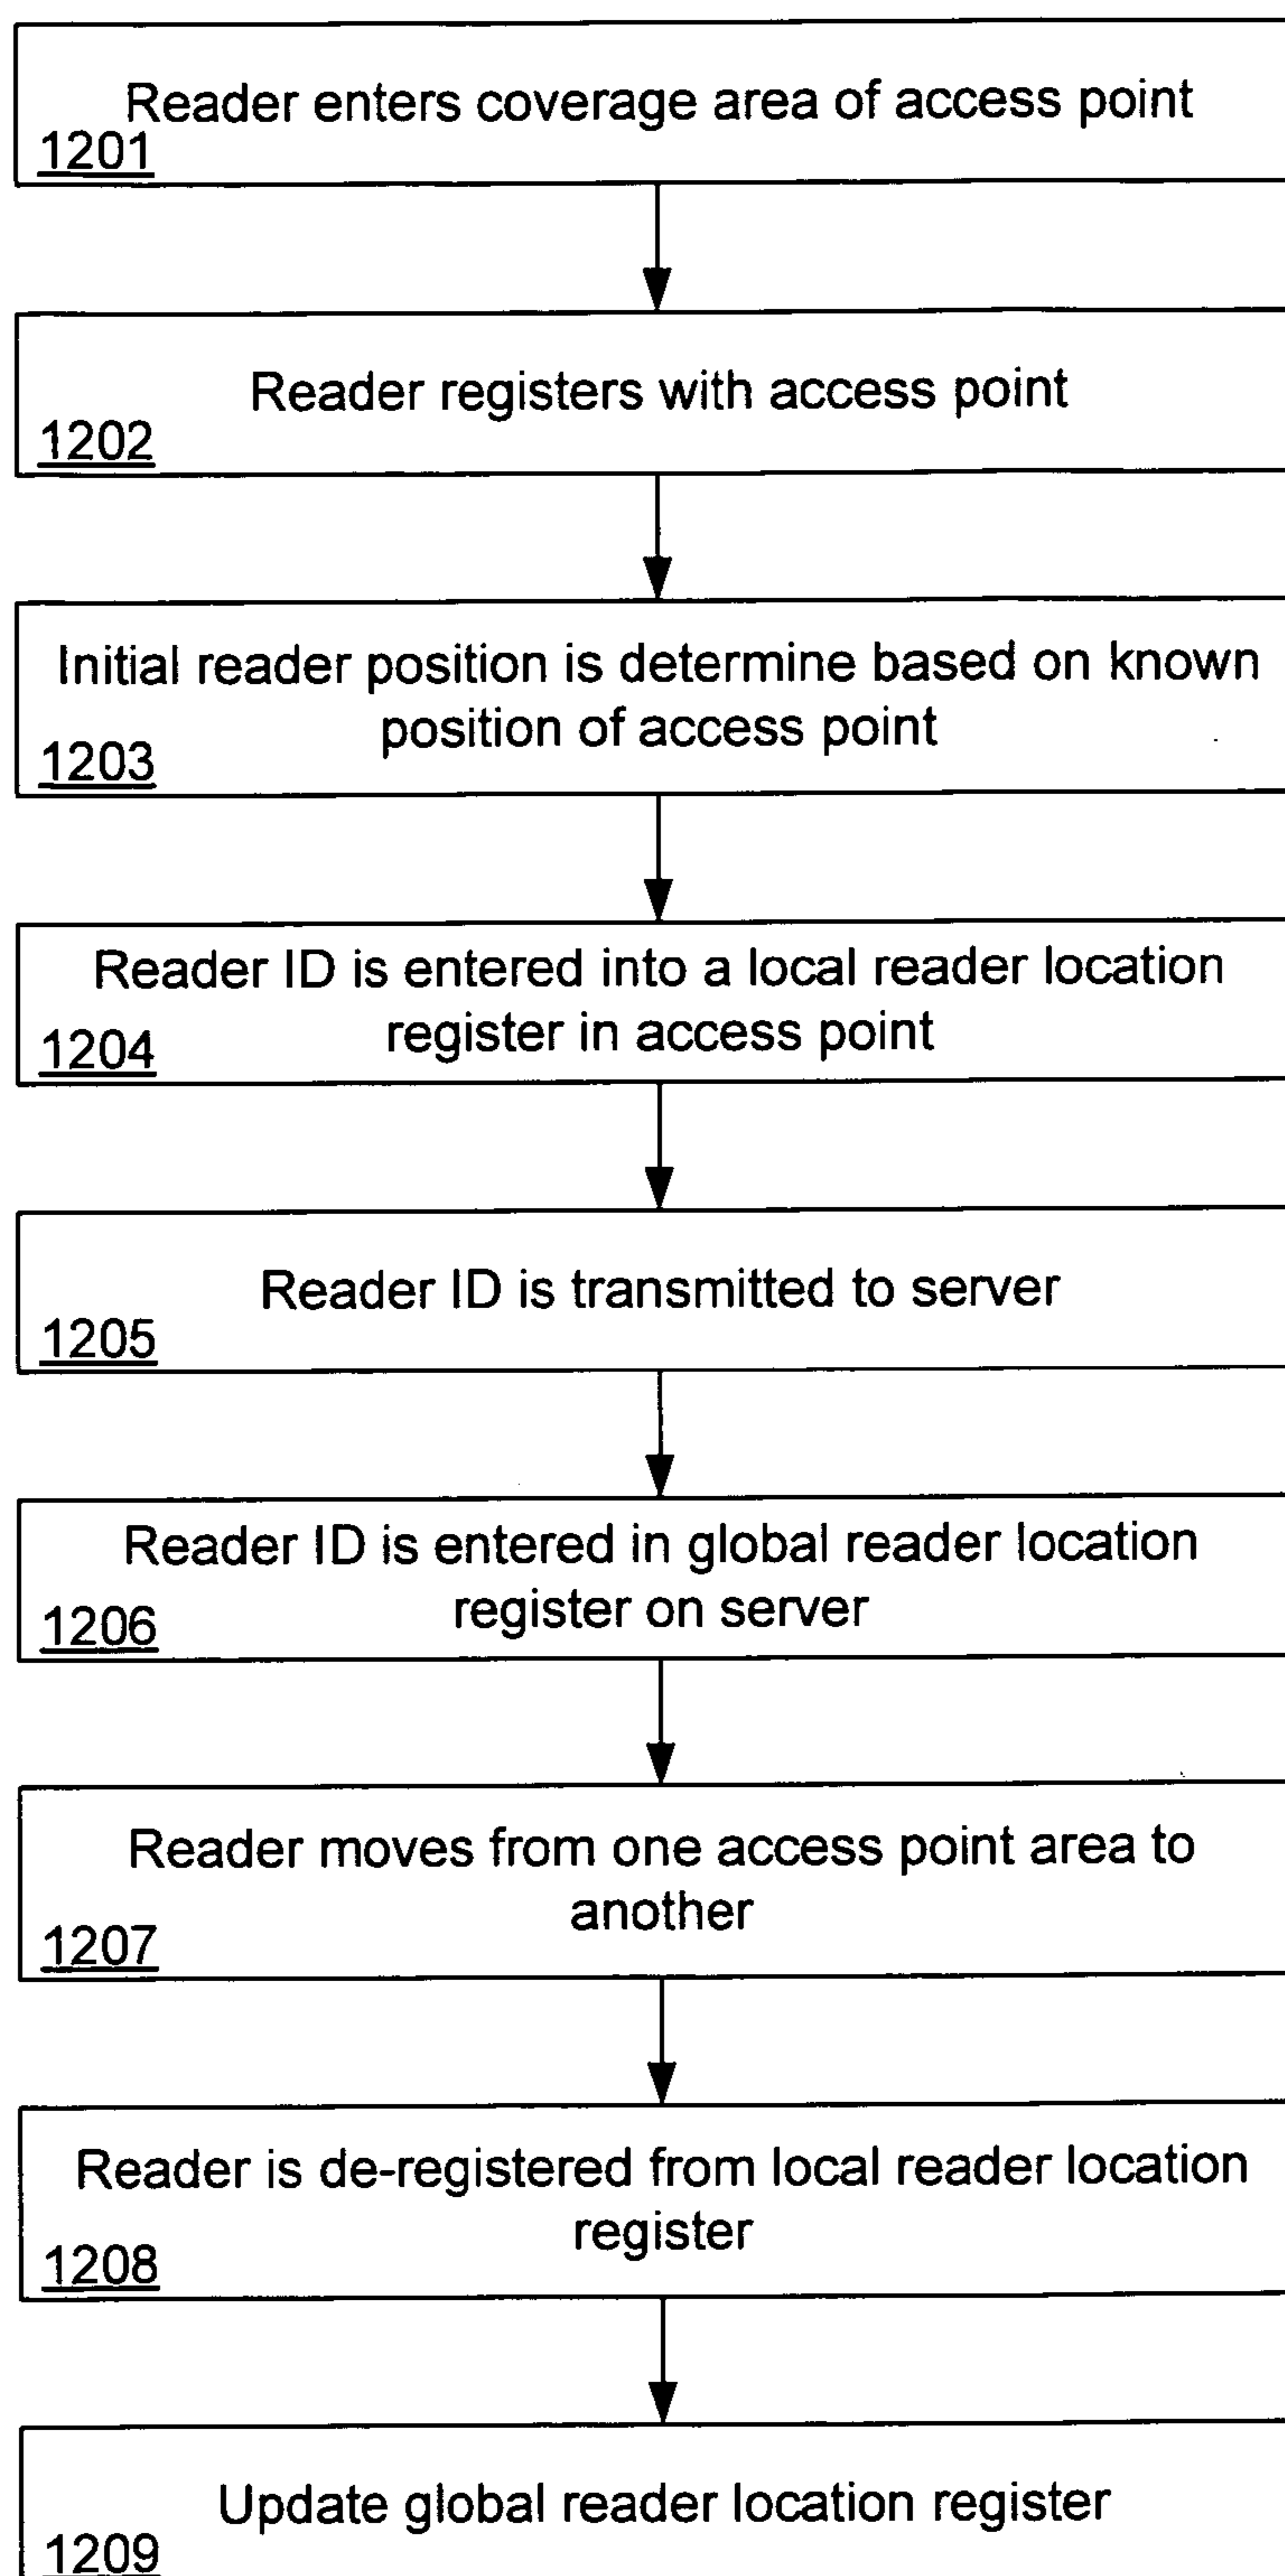 Reader enters coverage area of access point
1201
Reader registers with access point
1202
Initial reader position is determine based on known
position of access point
1203
Reader ID is entered into a local reader location
register in access point
1204
Reader ID is transmitted to server
1205
Reader ID is entered in global reader location
register on server
1206
Reader moves from one access point area to
another
1207
Reader is de-registered from local reader location
register
1208
Update global reader location register
1209